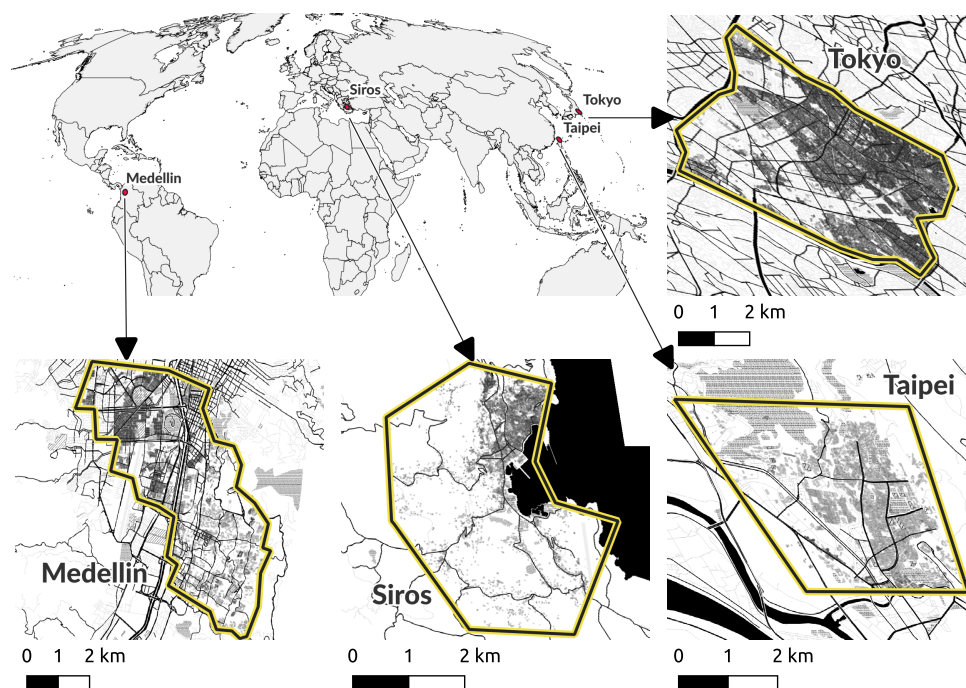 Siros
Tokyo
Taipei
Medellin
Tokyo
0 1 2 km
Medellin
Siros
Taipei
0 1 2 km
0 1 2 km
0 1 2 km